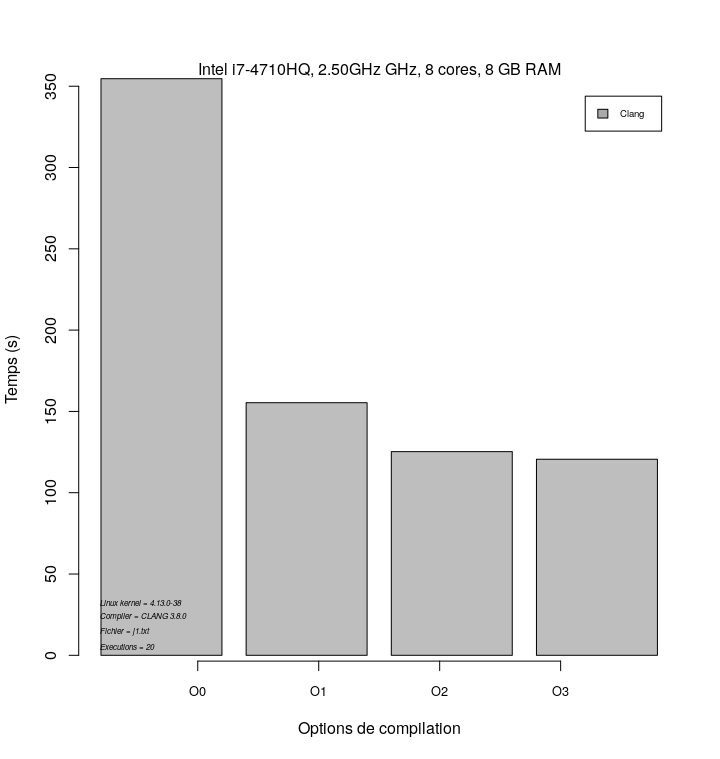 Intel i7-4710HQ, 2.50GHz GHz, 8 cores, 8 GB RAM
Clang
350
300
250
200
150
100
50
0
Temps (s)
Linux kernel = 4.13.0-38
Compiler = CLANG 3.8.0
Fichier = j1.txt
Executions = 20
O0 O1 O2 O3
Options de compilation